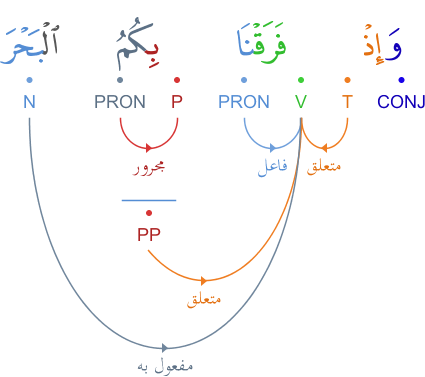 وَإِذْ فَرَقْنَا بِكُمُ ٱلْبَحْرَ
CONJ T V PRON P PRON N
متعلق فاعل مجرور
PP
متعلق
مفعول به